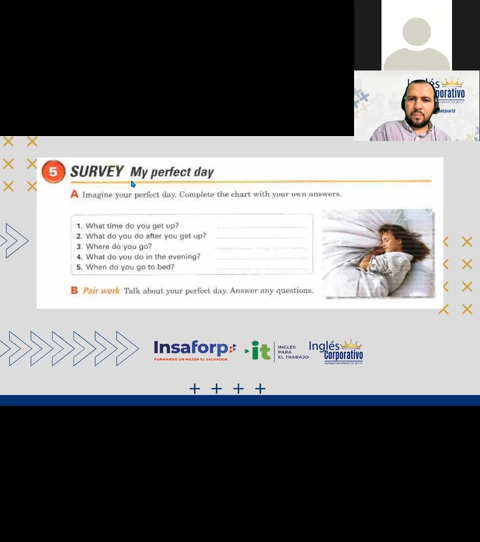 Inglés
Corporativo
5 SURVEY My perfect day
A Imagine your perfect day. Complete the chart with your own answers.
1. What time do you get up?
2. What do you do after you get up?
3. Where do you go?
4. What do you do in the evening?
5. When do you go to bed?
B Pair work Talk about your perfect day. Answer any questions.
Insaforp
FORMANDO UN MEJOR EL SALVADOR
it
INGLÉS
PARA
EL TRABAJO
Inglés
Corporativo